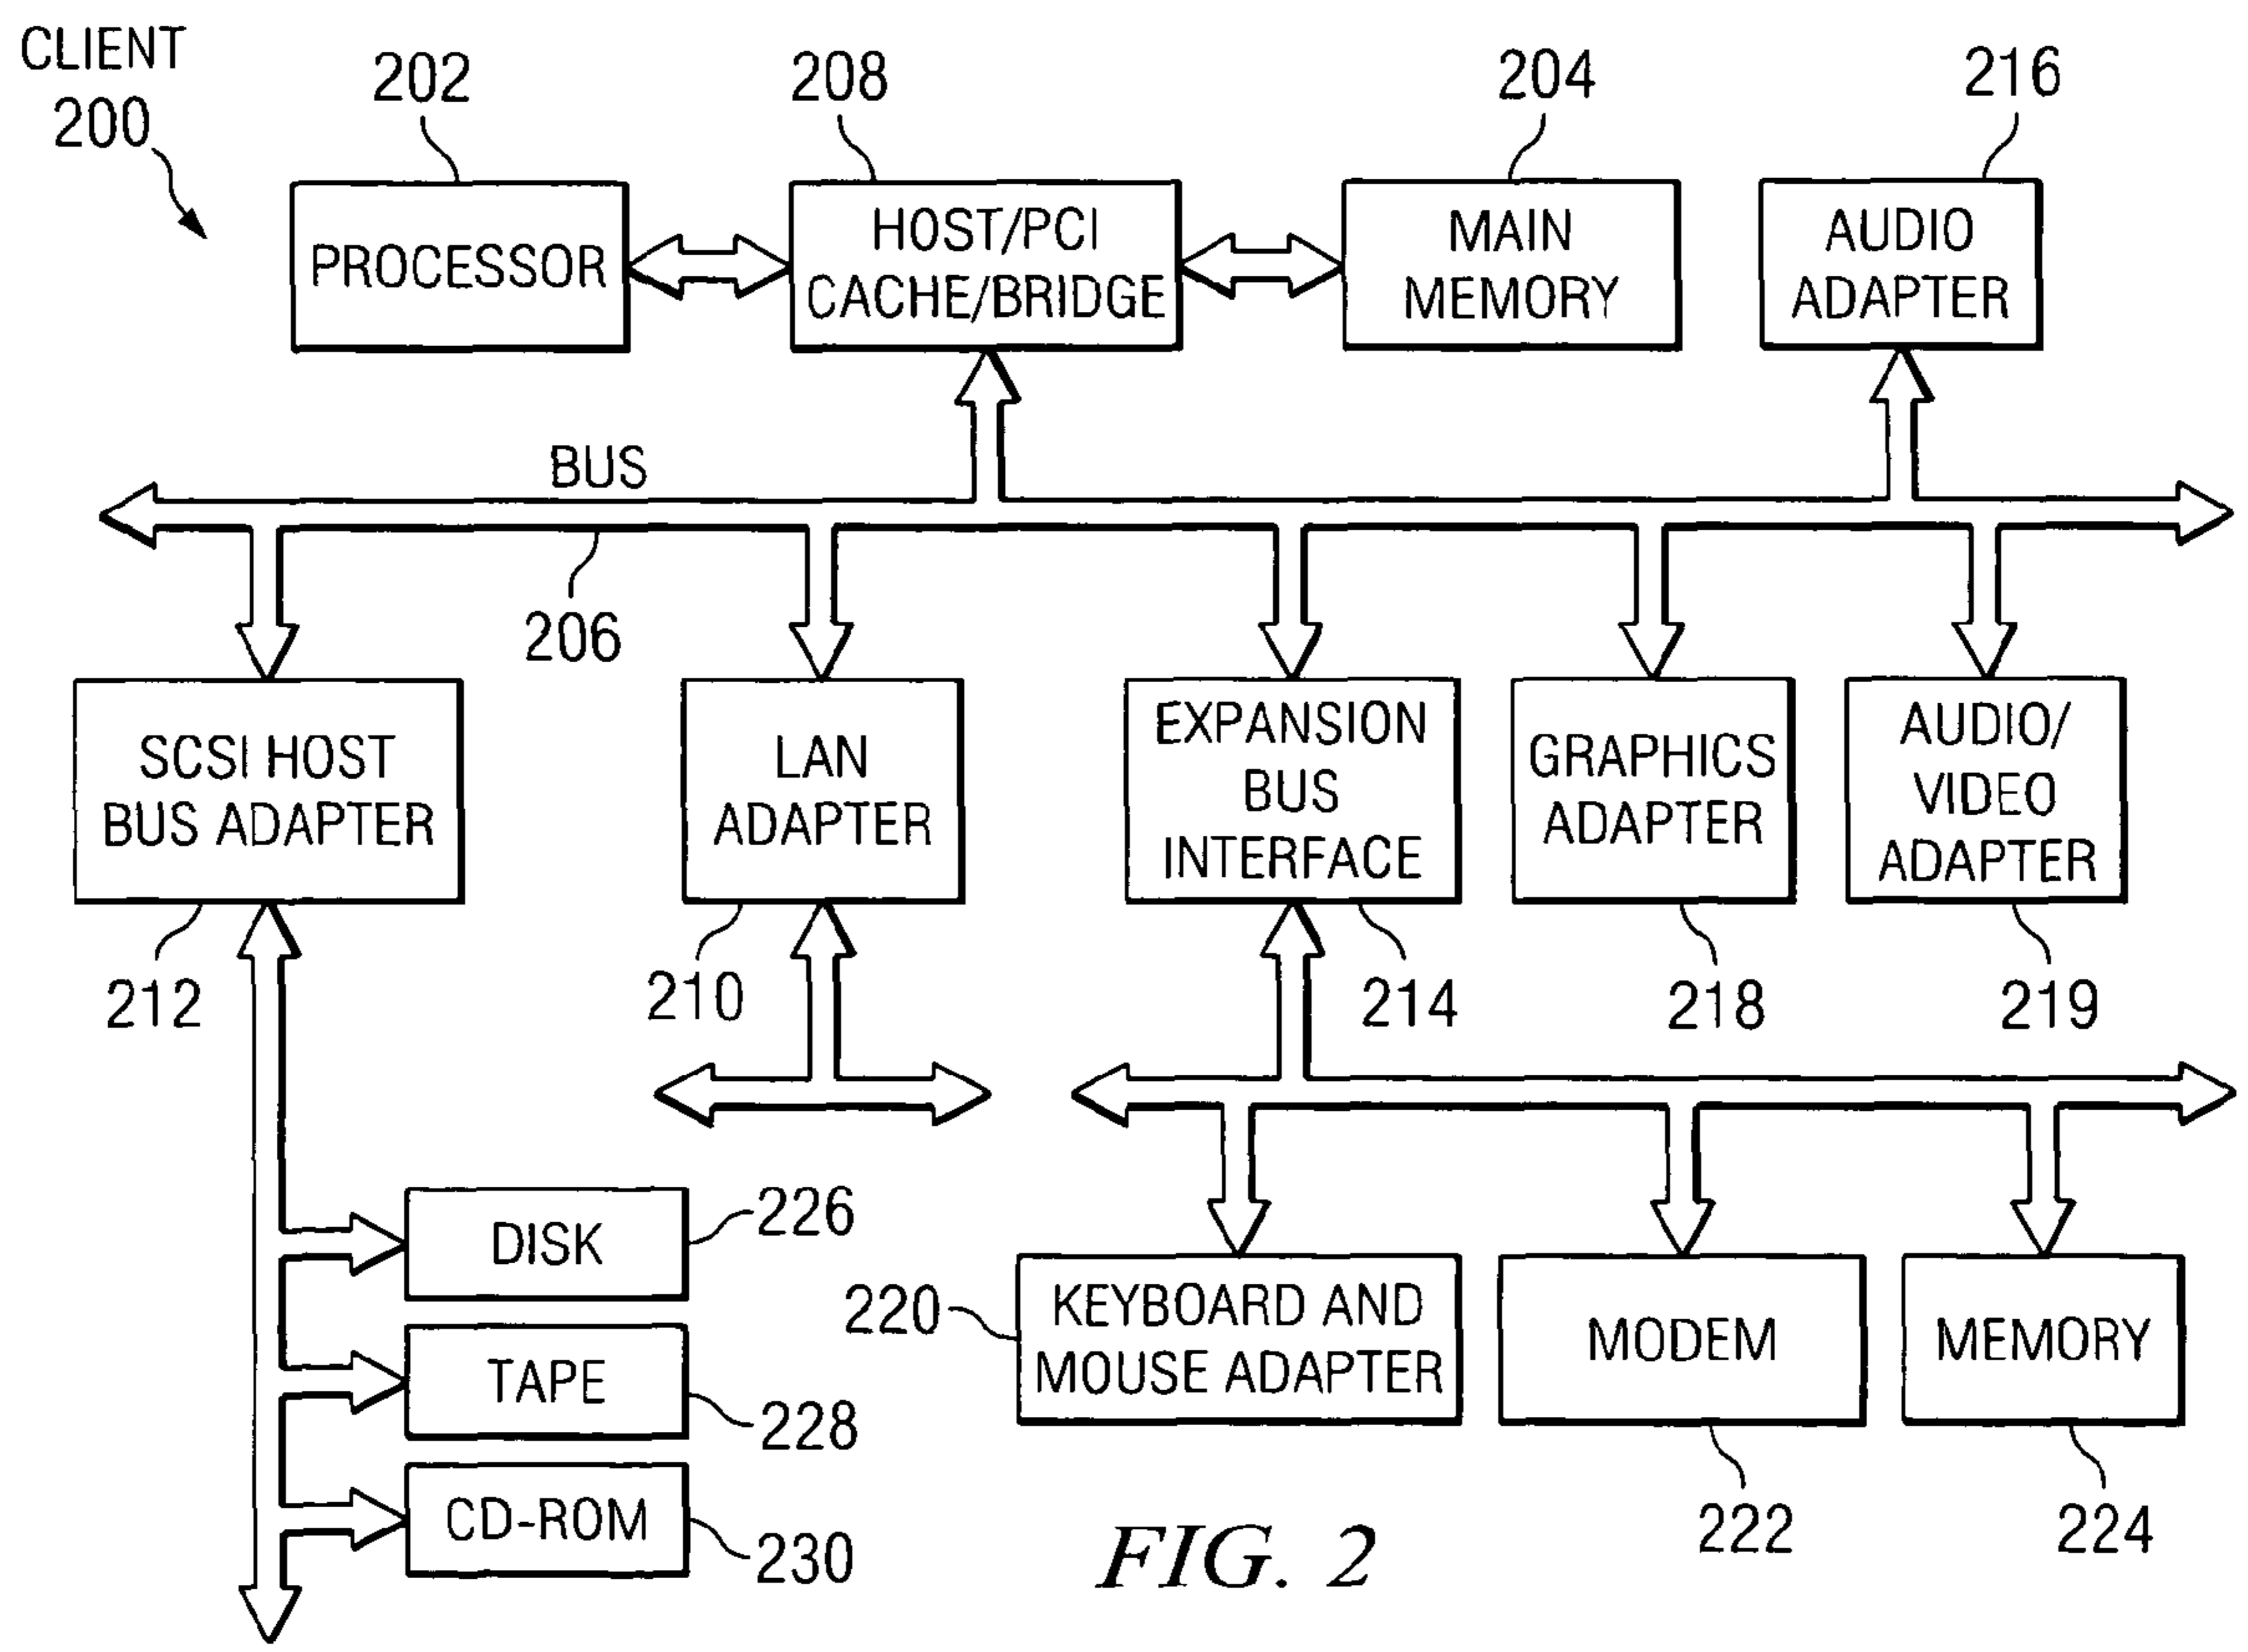 CLIENT
200
202
208
204
216
PROCESSOR
HOST/PCI
CACHE/BRIDGE
MAIN
MEMORY
AUDIO
ADAPTER
BUS
206
SCSI HOST
BUS ADAPTER
LAN
ADAPTER
EXPANSION
BUS
INTERFACE
GRAPHICS
ADAPTER
AUDIO/
VIDEO
ADAPTER
212
210
214
218
219
DISK
226
TAPE
228
CD-ROM
230
220
KEYBOARD AND
MOUSE ADAPTER
MODEM
MEMORY
222
224
FIG. 2